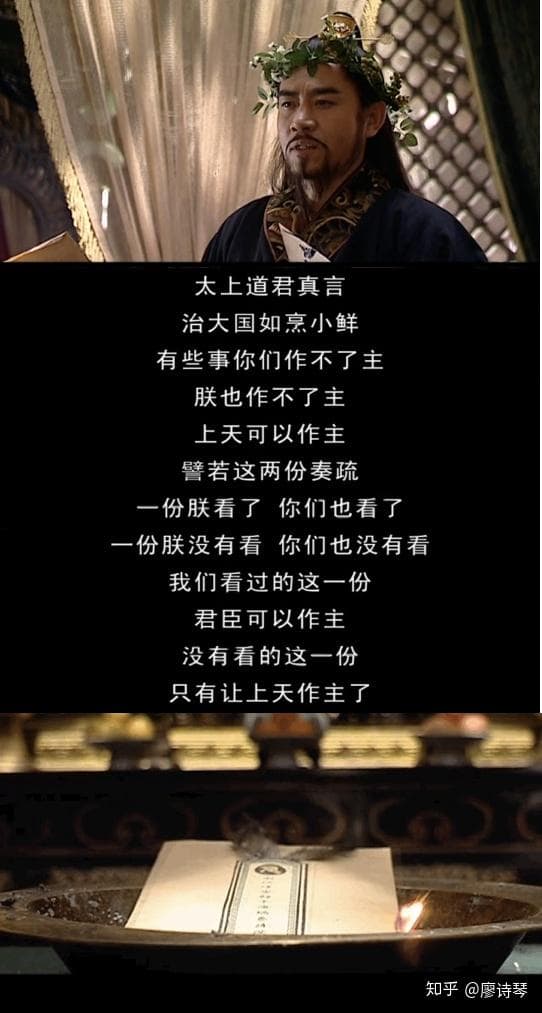 太上道君真言
治大国如烹小鲜
有些事你们作不了主
朕也作不了主
上天可以作主
譬若这两份奏疏
一份朕看了 你们也看了
一份朕没有看 你们也没有看
我们看过的这一份
君臣可以作主
没有看的这一份
只有让上天作主了
知乎 @廖诗琴